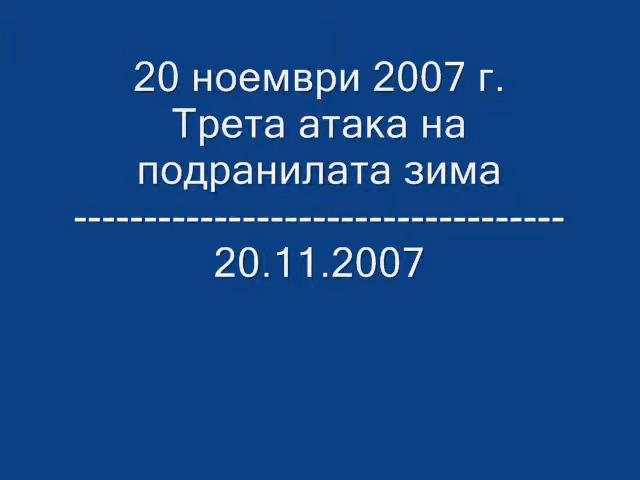 20 ноември 2007 г.
Трета атака на
подранилата зима
-----------------------------------
20.11.2007